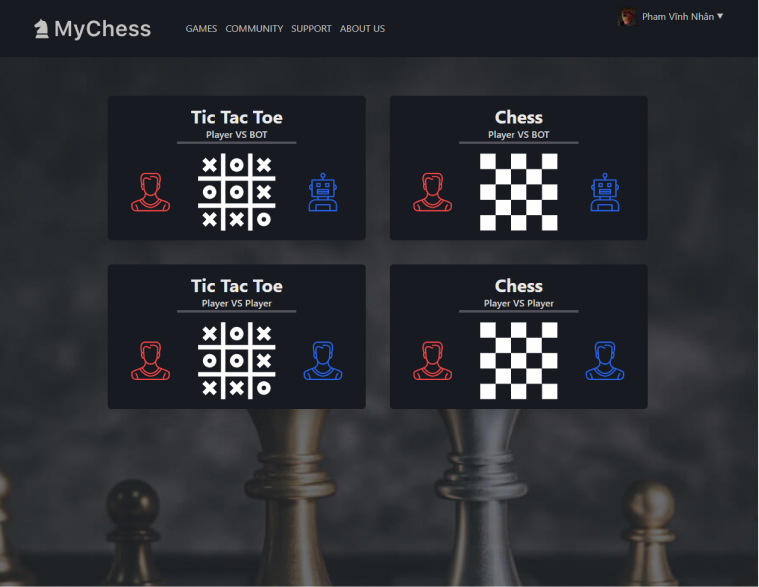 MyChess
GAMES COMMUNITY SUPPORT ABOUT US
Pham Vĩnh Nhân ▼
Tic Tac Toe
Player VS BOT
Chess
Player VS BOT
Tic Tac Toe
Player VS Player
Chess
Player VS Player